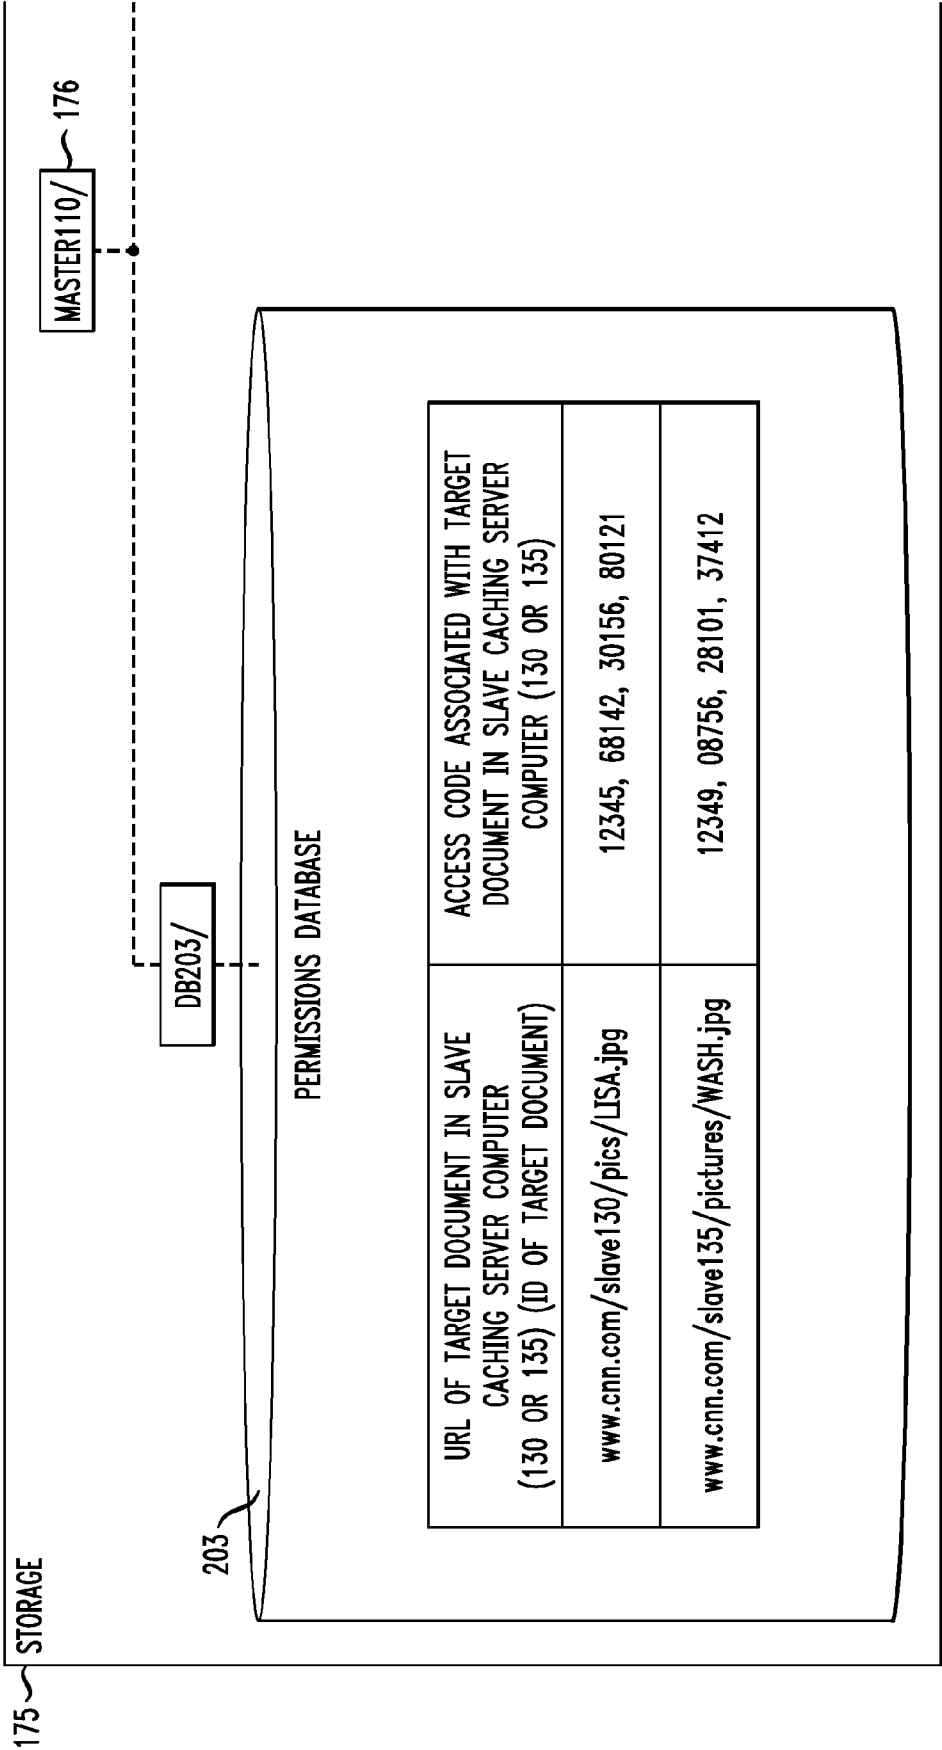 175
STORAGE
MASTER110/
176
DB203/
203
PERMISSIONS DATABASE
URL OF TARGET DOCUMENT IN SLAVE
CACHING SERVER COMPUTER
(130 OR 135) (ID OF TARGET DOCUMENT)
ACCESS CODE ASSOCIATED WITH TARGET
DOCUMENT IN SLAVE CACHING SERVER
COMPUTER (130 OR 135)
www.cnn.com/slave130/pics/LISA.jpg
12345, 68142, 30156, 80121
www.cnn.com/slave135/pictures/WASH.jpg
12349, 08756, 28101, 37412